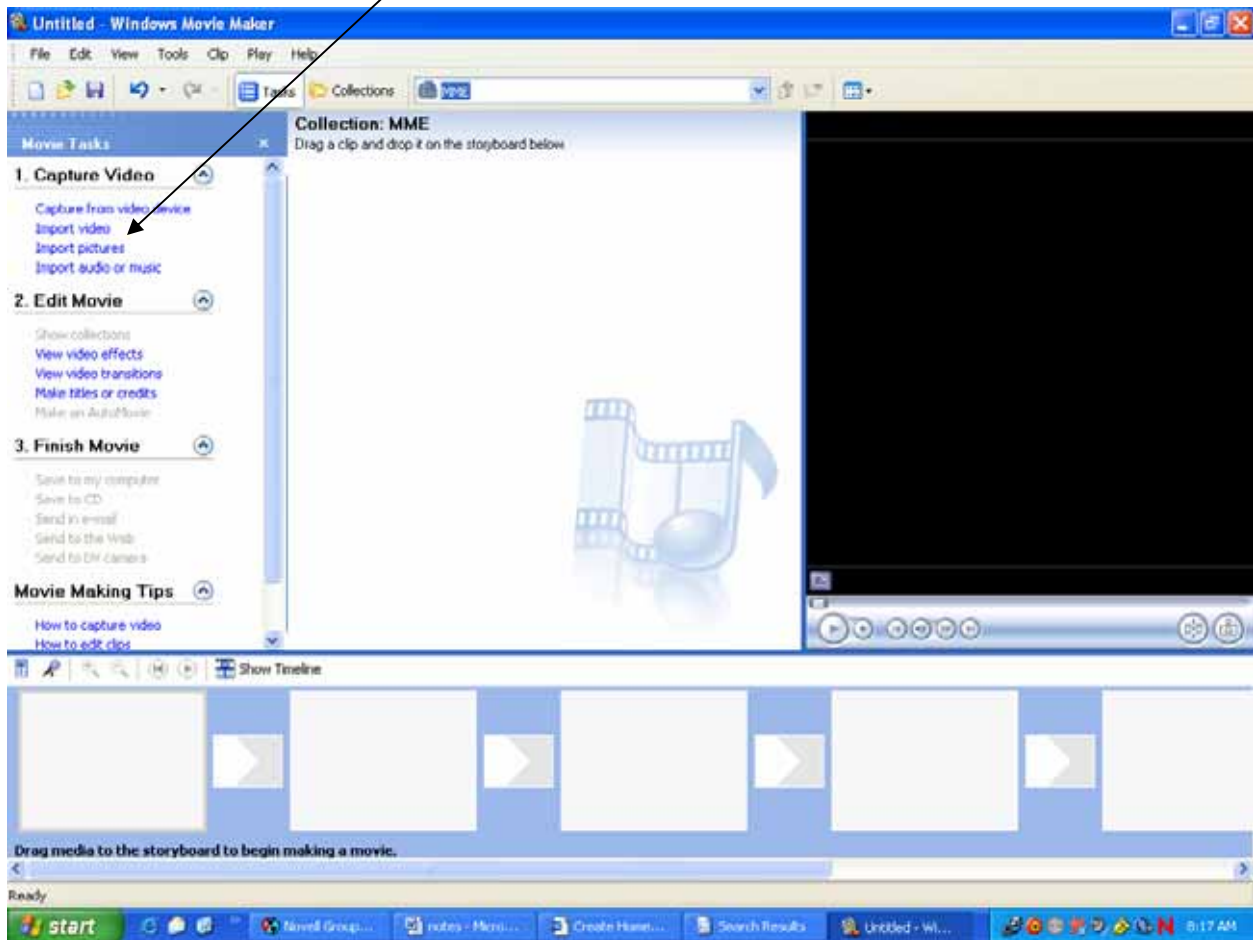 Untitled - Windows Movie Maker
File Edit View Tools Clip Play Help
Tasks Collections MME
Movie Tasks
Collection: MME
Drag a clip and drop it on the storyboard below
1. Capture Video
Capture from video device
Import video
Import pictures
Import audio or music
2. Edit Movie
Show collections
View video effects
View video transitions
Make titles or credits
Make an AutoMovie
3. Finish Movie
Save to my computer
Save to CD
Send in e-mail
Send to the Web
Send to DV camera
Movie Making Tips
How to capture video
How to edit clips
Show Timeline
Drag media to the storyboard to begin making a movie.
Ready
start Novell Group... notes - Micro... Create Home... Search Results Untitled - Wi... 8:17 AM